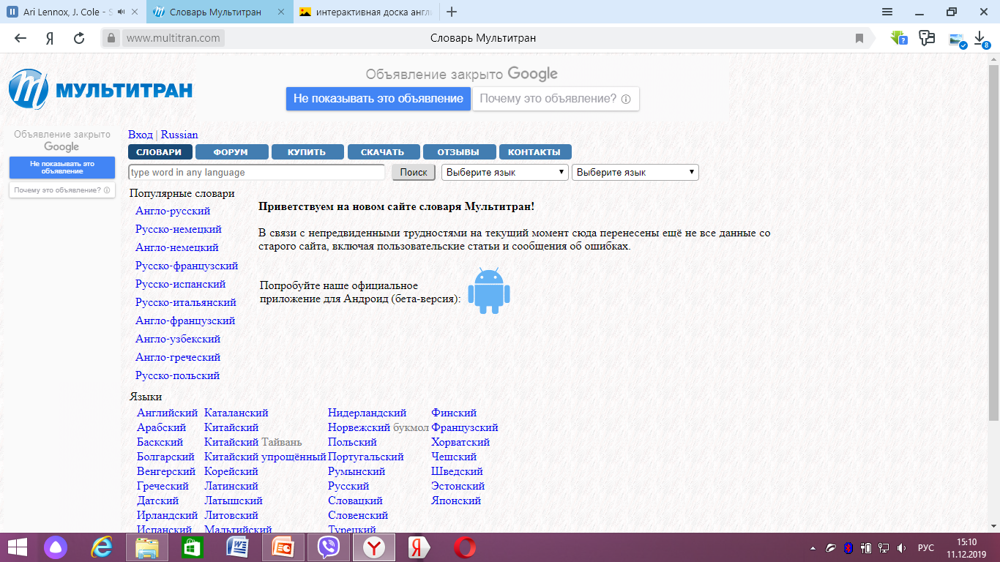 Ari Lennox, J. Cole - S
Словарь Мультитран
интерактивная доска англ
Я
www.multitran.com
Словарь Мультитран
?
8
m МУЛЬТИТРАН
Объявление закрыто Google
Не показывать это объявление
Почему это объявление?
Объявление закрыто
Google
Не показывать это
объявление
Почему это объявление?
Вход | Russian
СЛОВАРИ
ФОРУМ
КУПИТЬ
СКАЧАТЬ
ОТЗЫВЫ
КОНТАКТЫ
type word in any language
Поиск
Выберите язык
Выберите язык
Популярные словари
Англо-русский
Русско-немецкий
Англо-немецкий
Русско-французский
Русско-испанский
Русско-итальянский
Англо-французский
Англо-узбекский
Англо-греческий
Русско-польский
Приветствуем на новом сайте словаря Мультитран!
В связи с непредвиденными трудностями на текущий момент сюда перенесены ещё не все данные со
старого сайта, включая пользовательские статьи и сообщения об ошибках.
Попробуйте наше официальное
приложение для Андроид (бета-версия):
Языки
Английский Каталанский Нидерландский Финский
Арабский Китайский Норвежский букмол Французский
Баскский Китайский Тайвань Польский Хорватский
Болгарский Китайский упрощённый Португальский Чешский
Венгерский Корейский Румынский Шведский
Греческий Латинский Русский Эстонский
Датский Латышский Словацкий Японский
Ирландский Литовский Словенский
Испанский Мальтийский Турецкий
РУС
15:10
11.12.2019